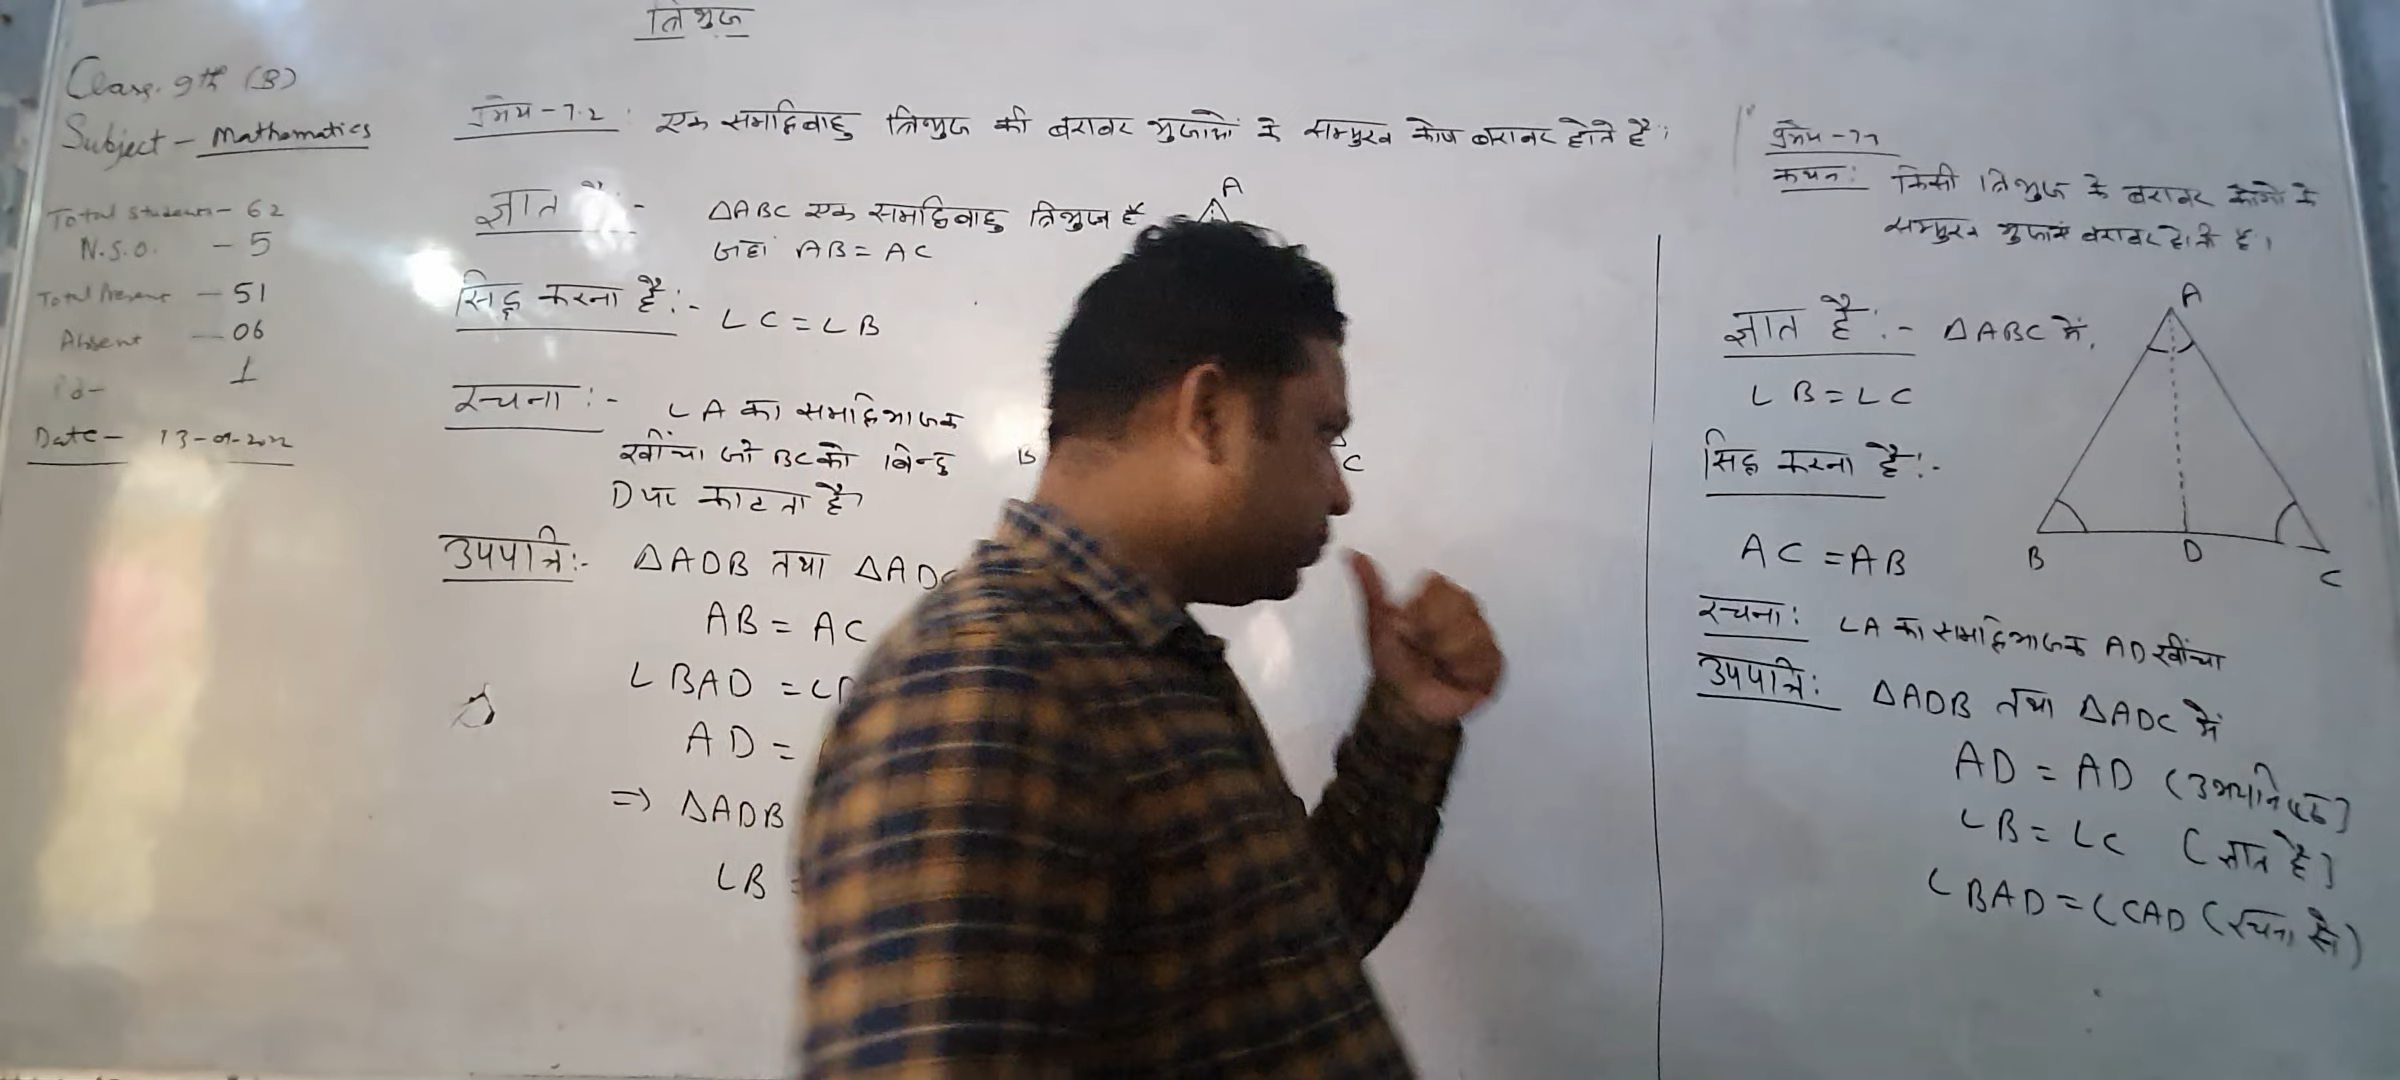 त्रिभुज
Class. 9th (B)
Subject - Mathematics
Total Students - 62
N.S.O. - 5
Total Present - 51
Absent - 06
1
Date - 13-09-2022
प्रमेय - 7.2 : एक समद्विबाहु त्रिभुज की बराबर भुजाओं के सम्मुख कोण बराबर होते हैं।
ज्ञात है :- ΔABC एक समद्विबाहु त्रिभुज है
जहां AB = AC
सिद्ध करना है :- ∠C = ∠B
रचना :- ∠A का समद्विभाजक
खींचा जो BC को बिन्दु
D पर काटता है
उपपत्ति :- ΔADB तथा ΔADC
AB = AC
∠BAD = ∠
AD =
=> ΔADB
∠B =
A
B
C
प्रमेय -
कथन : किसी त्रिभुज के बराबर कोणों के
सम्मुख भुजाएं बराबर होती हैं।
ज्ञात है :- ΔABC में,
∠B = ∠C
सिद्ध करना है :-
AC = AB
A
B D C
रचना : ∠A का समद्विभाजक AD खींचा
उपपत्ति : ΔADB तथा ΔADC में
AD = AD (उभयनिष्ठ)
∠B = ∠C (ज्ञात है)
∠BAD = ∠CAD (रचना से)